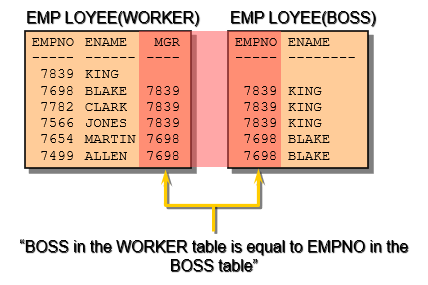 EMP LOYEE(WORKER) EMP LOYEE(BOSS)
EMPNO ENAME MGR EMPNO ENAME
----- ------ ---- ----- --------
7839 KING
7698 BLAKE 7839 7839 KING
7782 CLARK 7839 7839 KING
7566 JONES 7839 7839 KING
7654 MARTIN 7698 7698 BLAKE
7499 ALLEN 7698 7698 BLAKE
“BOSS in the WORKER table is equal to EMPNO in the
BOSS table”